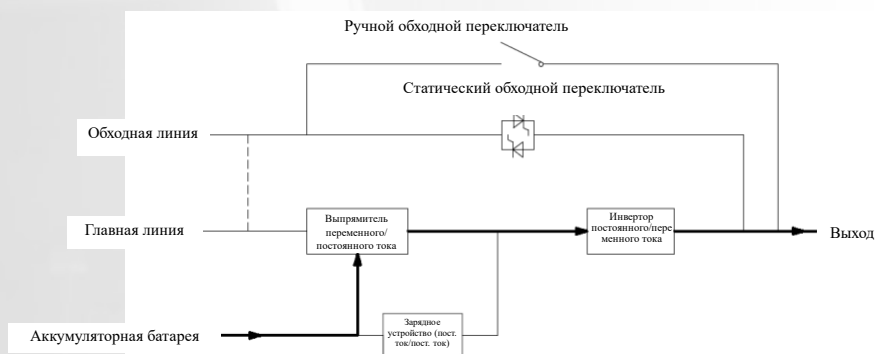 Ручной обходной переключатель
Статический обходной переключатель
Обходная линия
Главная линия
Выпрямитель
переменного/
постоянного тока
Инвертор
постоянного/пере
менного тока
Выход
Аккумуляторная батарея
Зарядное
устройство (пост.
ток/пост. ток)